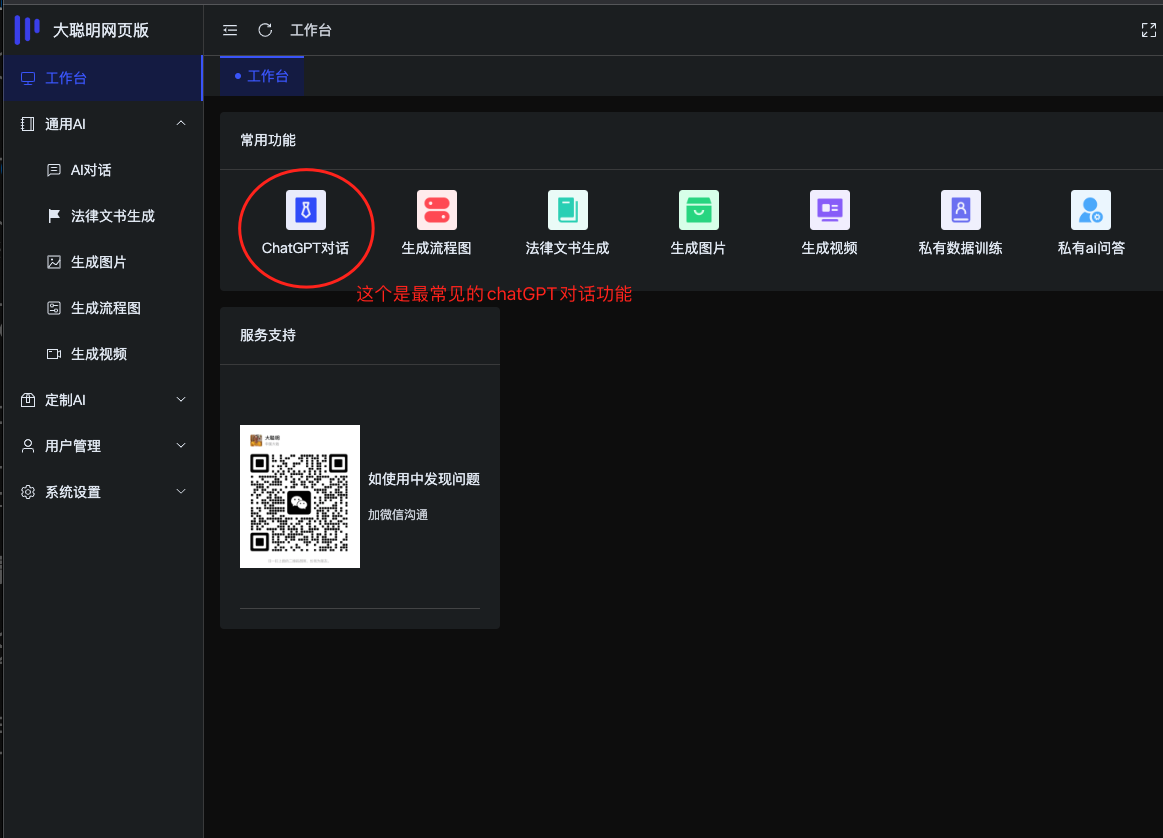 大聪明网页版
工作台
工作台
工作台
通用AI
AI对话
法律文书生成
生成图片
生成流程图
生成视频
定制AI
用户管理
系统设置
常用功能
ChatGPT对话
生成流程图
法律文书生成
生成图片
生成视频
私有数据训练
私有ai问答
这个是最常见的chatGPT对话功能
服务支持
大聪明
如使用中发现问题
加微信沟通